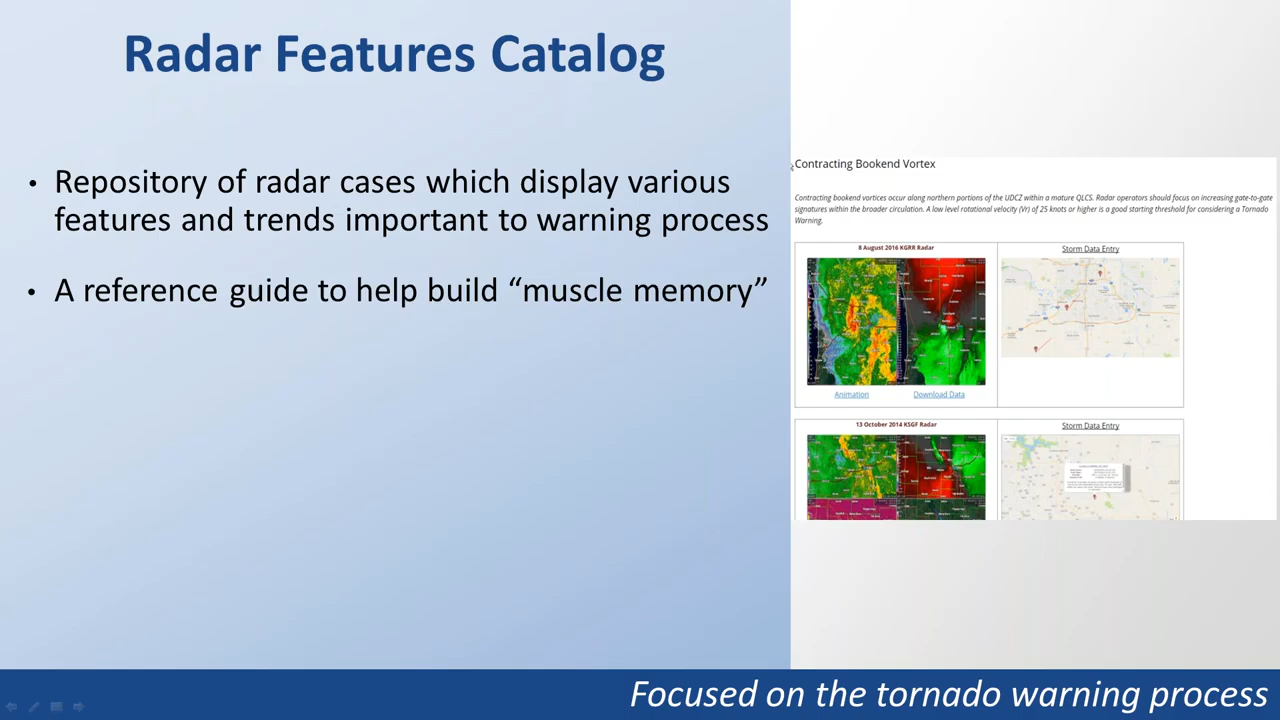 Radar Features Catalog
• Repository of radar cases which display various
features and trends important to warning process
• A reference guide to help build “muscle memory”
Contracting Bookend Vortex
Contracting bookend vortices occur along northern portions of the UDCZ within a mature QLCS. Radar operators should focus on increasing gate-to-gate
signatures within the broader circulation. A low level rotational velocity (Vr) of 25 knots or higher is a good starting threshold for considering a Tornado
Warning.
8 August 2016 KGRR Radar
Storm Data Entry
Animation
Download Data
13 October 2014 KSGF Radar
Storm Data Entry
Focused on the tornado warning process